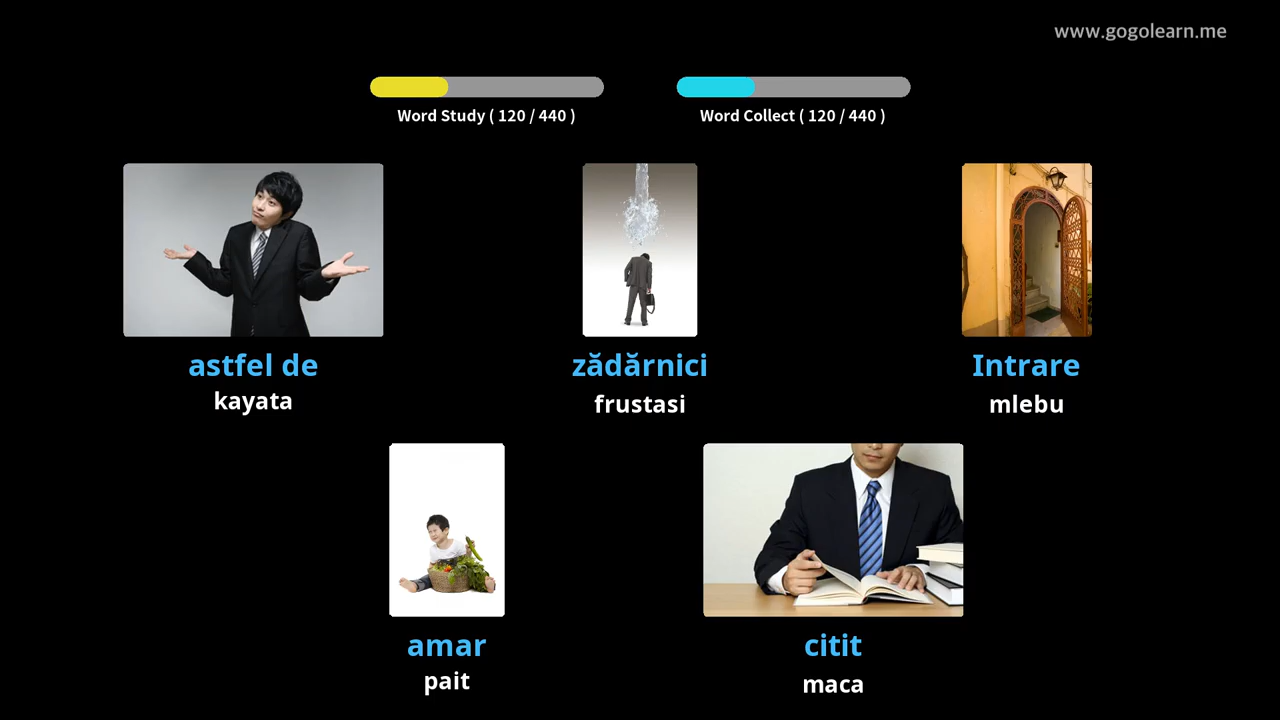 www.gogolearn.me
Word Study ( 120 / 440 )
Word Collect ( 120 / 440 )
astfel de
kayata
zădărnici
frustasi
Intrare
mlebu
amar
pait
citit
maca